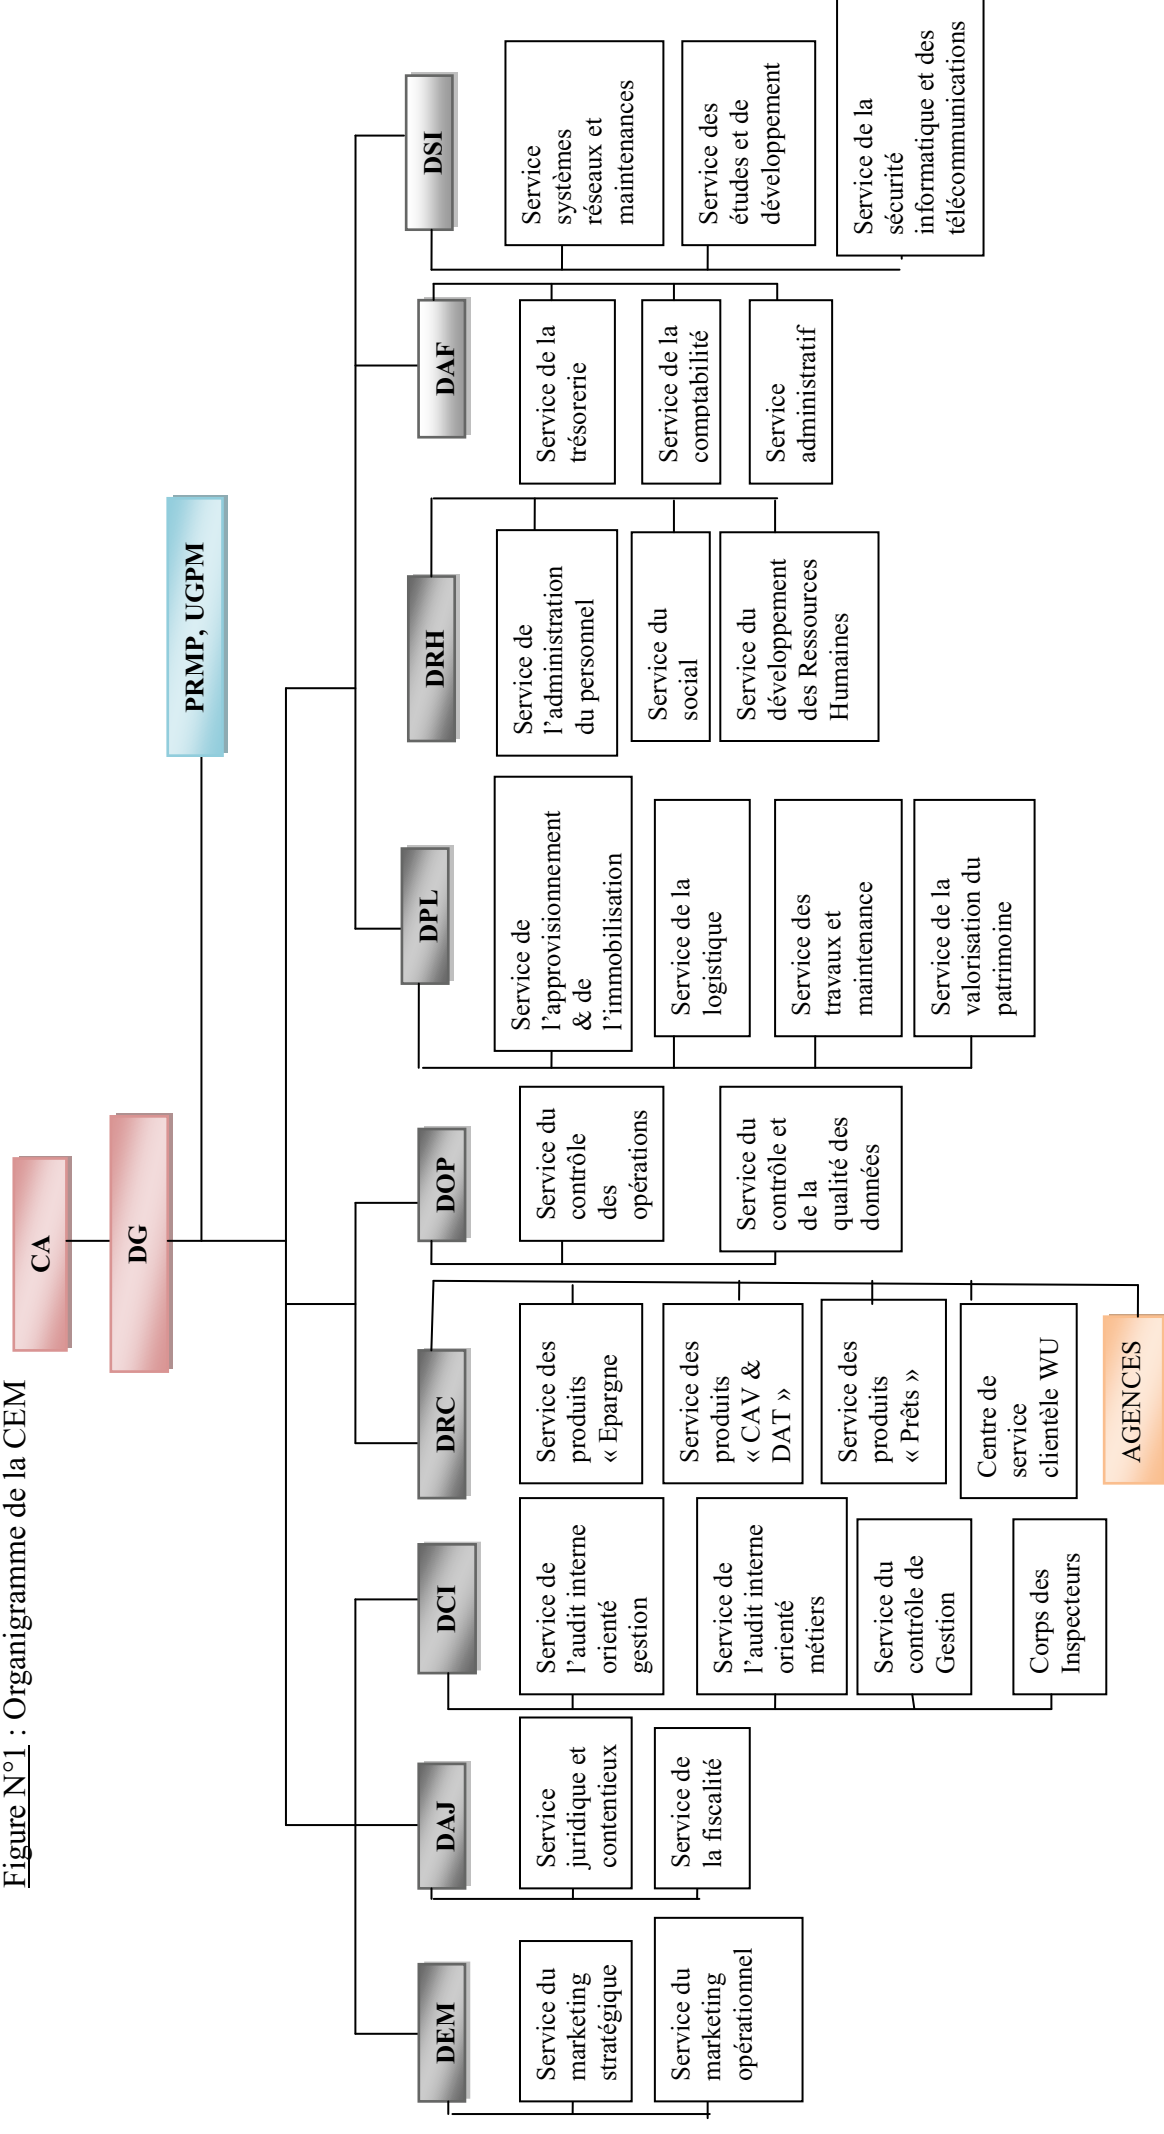 Figure N°1 : Organigramme de la CEM
CA
DG
PRMP, UGPM
DEM
Service du
marketing
stratégique
Service du
marketing
opérationnel
DAJ
Service
juridique et
contentieux
Service de
la fiscalité
DCI
Service de
l’audit interne
orienté
gestion
Service de
l’audit interne
orienté
métiers
Service du
contrôle de
Gestion
Corps des
Inspecteurs
DRC
Service des
produits
« Epargne
Service des
produits
« CAV &
DAT »
Service des
produits
« Prêts »
Centre de
service
clientèle WU
AGENCES
DOP
Service du
contrôle
des
opérations
Service du
contrôle et
de la
qualité des
données
DPL
Service de
l’approvisionnement
& de
l’immobilisation
Service de la
logistique
Service des
travaux et
maintenance
Service de la
valorisation du
patrimoine
DRH
Service de
l’administration
du personnel
Service du
social
Service du
développement
des Ressources
Humaines
DAF
Service de la
trésorerie
Service de la
comptabilité
Service
administratif
DSI
Service
systèmes
réseaux et
maintenances
Service des
études et de
développement
Service de la
sécurité
informatique et des
télécommunications